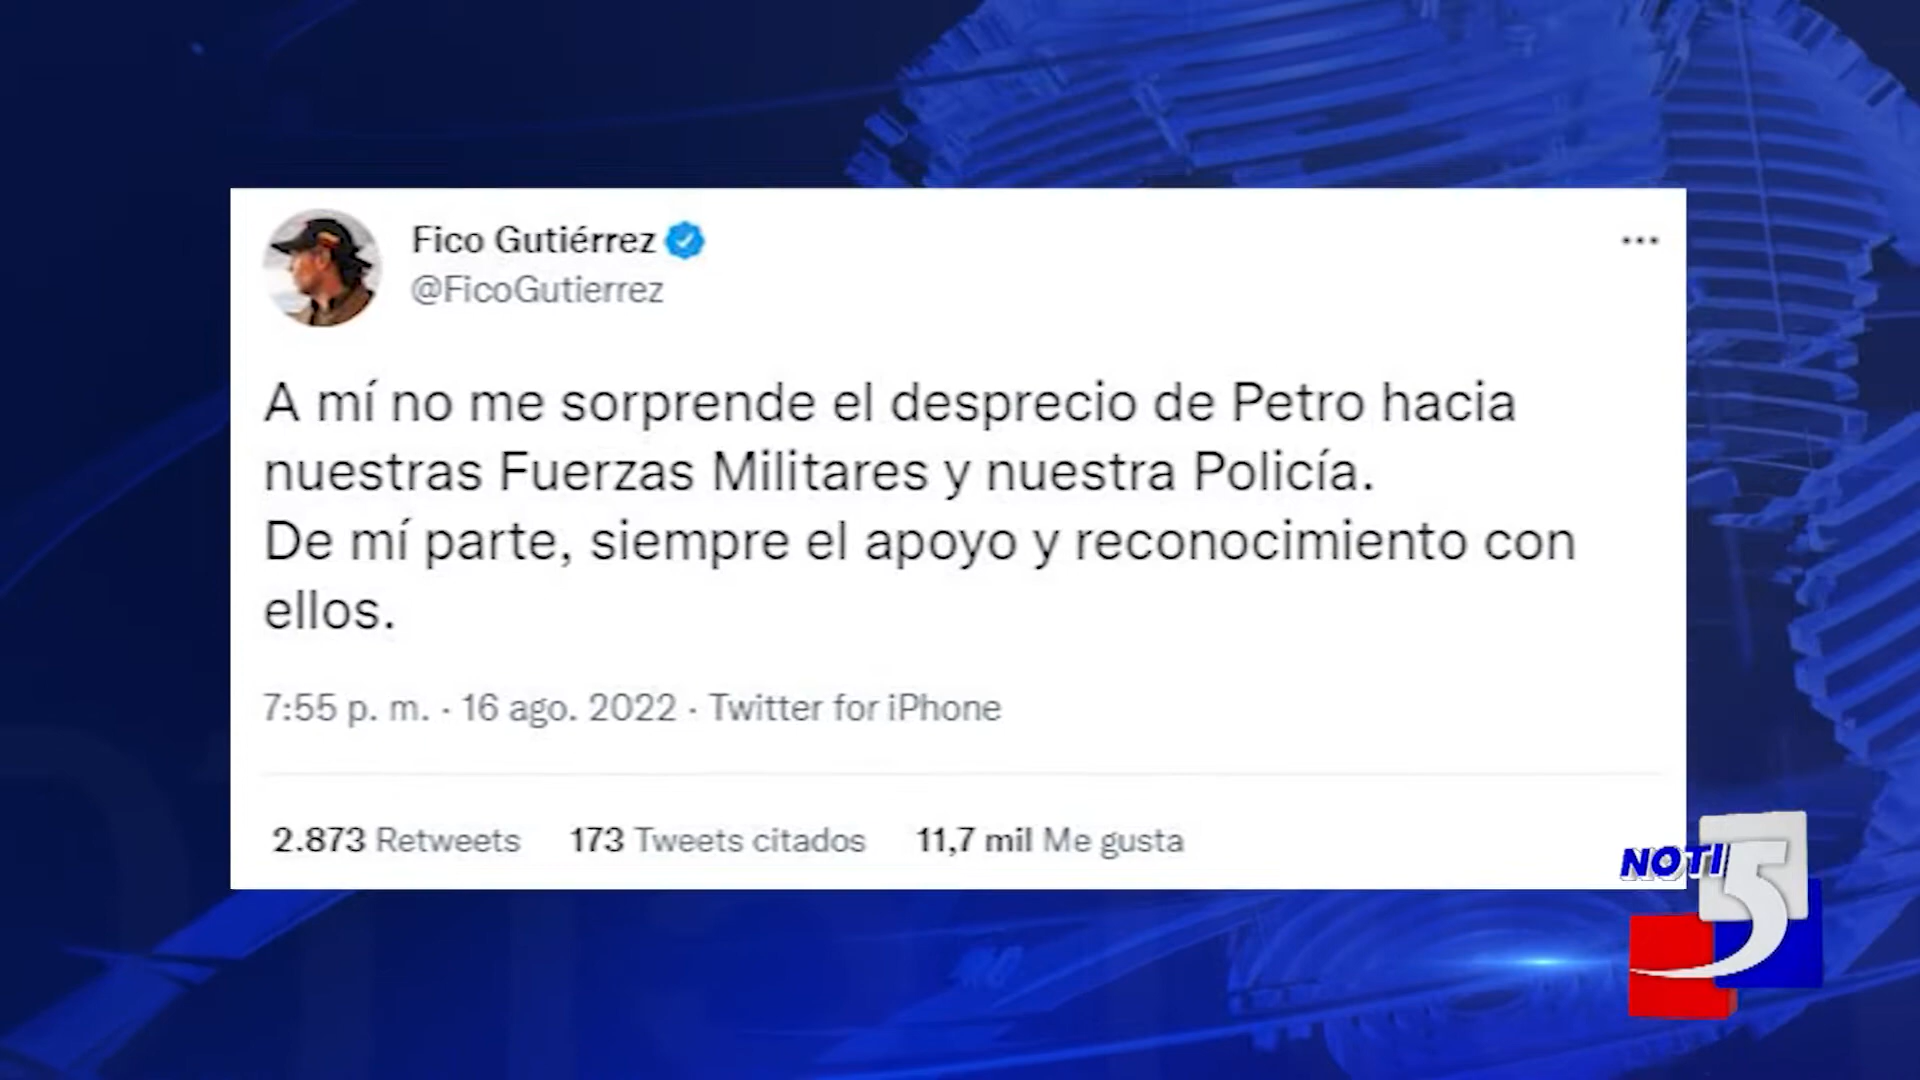 Fico Gutiérrez
@FicoGutierrez
A mí no me sorprende el desprecio de Petro hacia
nuestras Fuerzas Militares y nuestra Policía.
De mí parte, siempre el apoyo y reconocimiento con
ellos.
7:55 p. m. · 16 ago. 2022 · Twitter for iPhone
2.873 Retweets 173 Tweets citados 11,7 mil Me gusta
NOTI 5